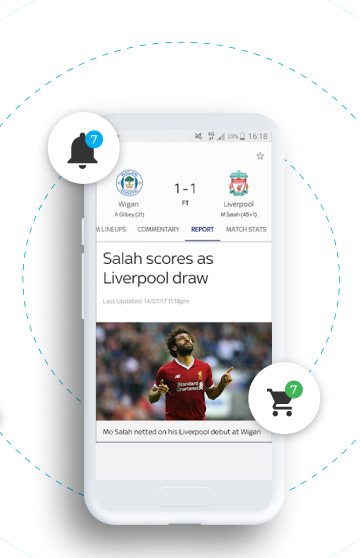 7
4G 33% 16:18
WIGAN
1 - 1
Wigan
FT
Liverpool
A Gilbey (21)
M Salah (45+1)
M LINEUPS COMMENTARY REPORT MATCH STATS
Salah scores as
Liverpool draw
Last Updated: 14/07/17 11:18pm
Standard
Chartered
7
Mo Salah netted on his Liverpool debut at Wigan